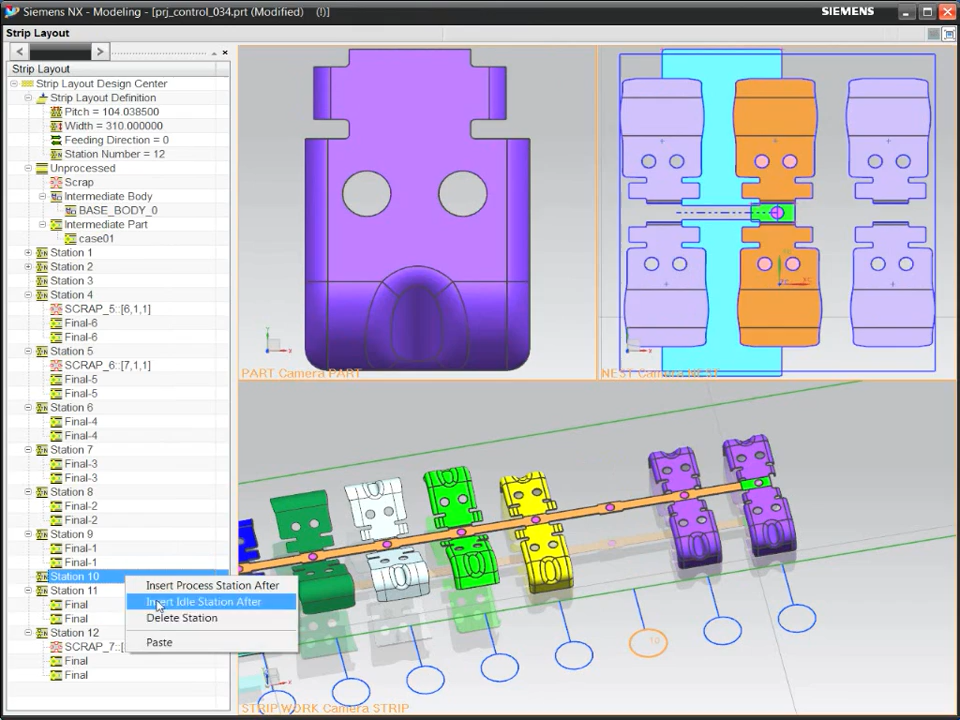 Siemens NX - Modeling - [prj_control_034.prt (Modified) (!)]
SIEMENS
Strip Layout
Strip Layout
Strip Layout Design Center
Strip Layout Definition
Pitch = 104.038500
Width = 310.000000
Feeding Direction = 0
Station Number = 12
Unprocessed
Scrap
Intermediate Body
BASE_BODY_0
Intermediate Part
case01
Station 1
Station 2
Station 3
Station 4
SCRAP_5::[6,1,1]
Final-6
Final-6
Station 5
SCRAP_6::[7,1,1]
Final-5
Final-5
Station 6
Final-4
Final-4
Station 7
Final-3
Final-3
Station 8
Final-2
Final-2
Station 9
Final-1
Final-1
Station 10
Station 11
Final
Final
Station 12
SCRAP_7::[
Final
Final
Insert Process Station After
Insert Idle Station After
Delete Station
Paste
PART Camera PART
NEST Camera NEST
10
STRIP WORK Camera STRIP